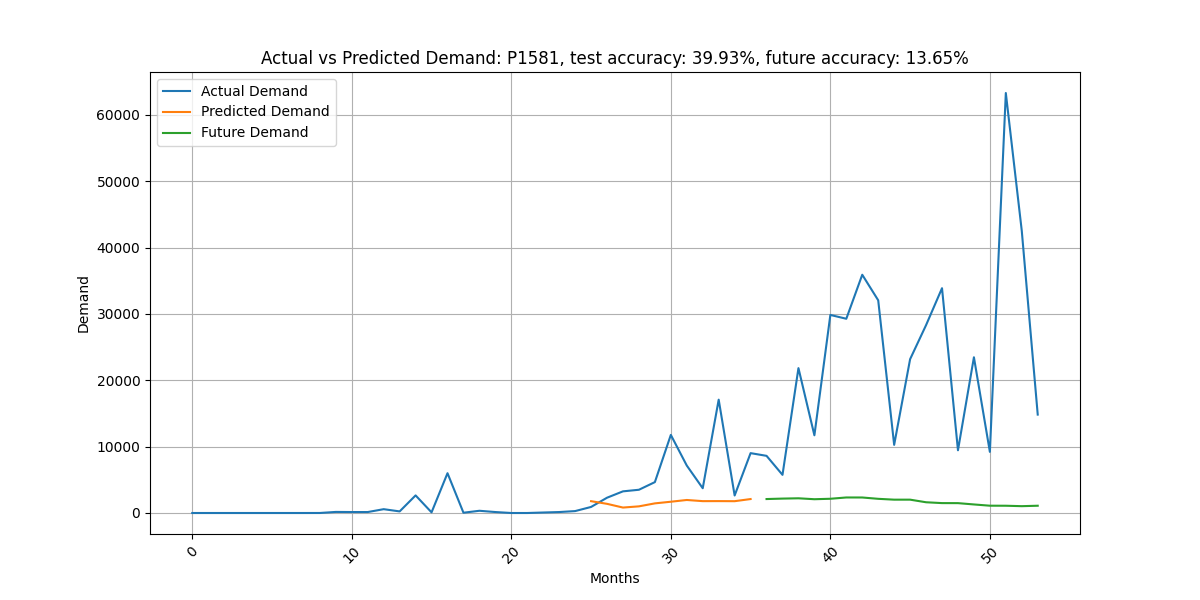 Actual vs Predicted Demand: P1581, test accuracy: 39.93%, future accuracy: 13.65%
Actual Demand
Predicted Demand
Future Demand
60000
50000
40000
30000
20000
10000
0
Demand
0
10
20
30
40
50
Months